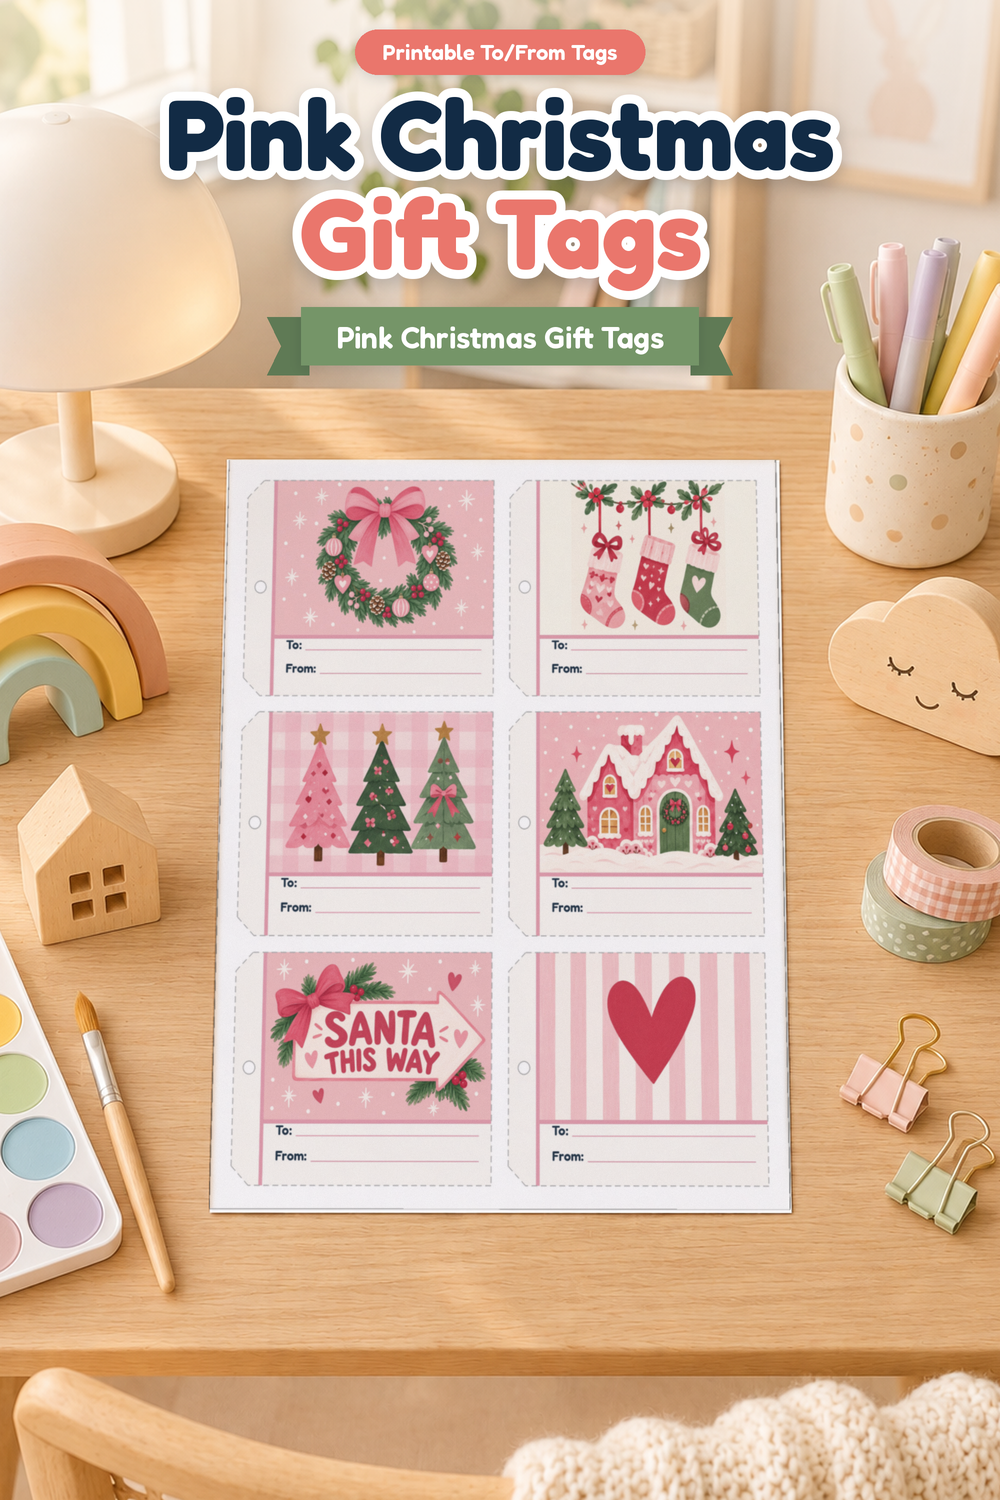 Printable To/From Tags
Pink Christmas
Gift Tags
Pink Christmas Gift Tags
To:
From:
To:
From:
To:
From:
To:
From:
SANTA
THIS WAY
To:
From:
To:
From: